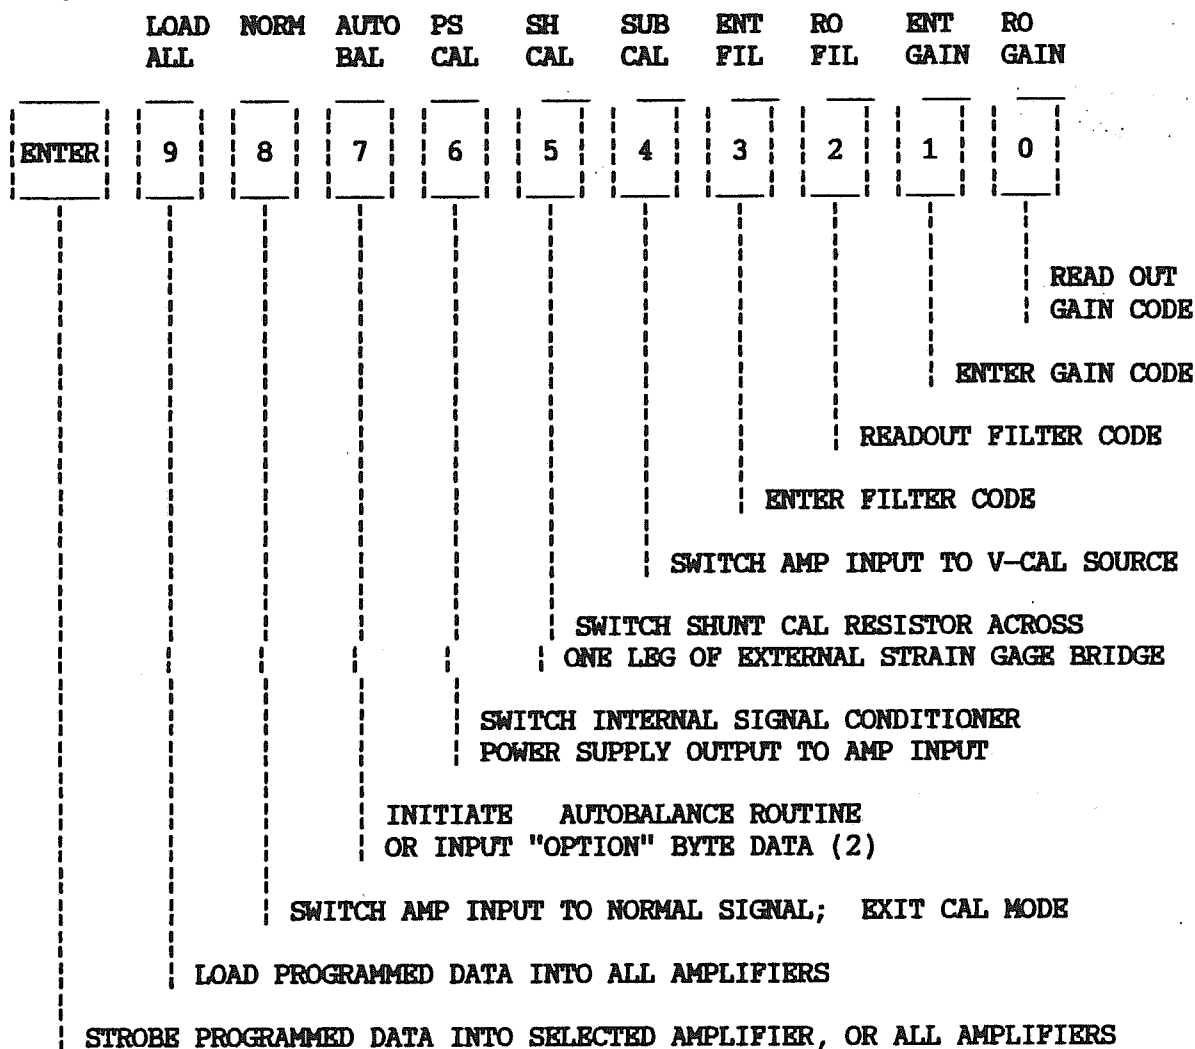 LOAD NORM AUTO PS SH SUB ENT RO ENT RO
ALL BAL CAL CAL CAL FIL FIL GAIN GAIN
ENTER 9 8 7 6 5 4 3 2 1 0
READ OUT
GAIN CODE
ENTER GAIN CODE
READOUT FILTER CODE
ENTER FILTER CODE
SWITCH AMP INPUT TO V-CAL SOURCE
SWITCH SHUNT CAL RESISTOR ACROSS
ONE LEG OF EXTERNAL STRAIN GAGE BRIDGE
SWITCH INTERNAL SIGNAL CONDITIONER
POWER SUPPLY OUTPUT TO AMP INPUT
INITIATE AUTOBALANCE ROUTINE
OR INPUT "OPTION" BYTE DATA (2)
SWITCH AMP INPUT TO NORMAL SIGNAL; EXIT CAL MODE
LOAD PROGRAMMED DATA INTO ALL AMPLIFIERS
STROBE PROGRAMMED DATA INTO SELECTED AMPLIFIER, OR ALL AMPLIFIERS